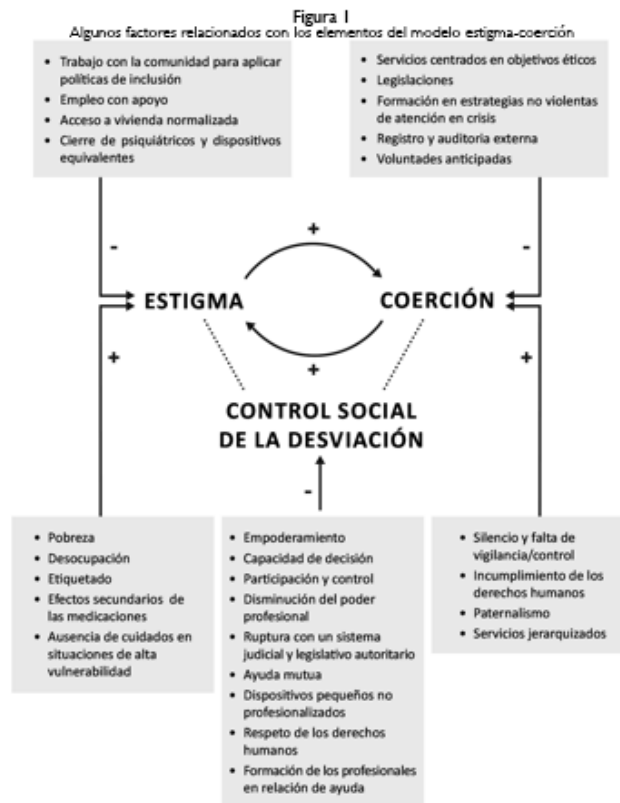 Figura 1
Algunos factores relacionados con los elementos del modelo estigma-coerción
• Trabajo con la comunidad para aplicar
políticas de inclusión
• Empleo con apoyo
• Acceso a vivienda normalizada
• Cierre de psiquiátricos y dispositivos
equivalentes
• Servicios centrados en objetivos éticos
• Legislaciones
• Formación en estrategias no violentas
de atención en crisis
• Registro y auditoria externa
• Voluntades anticipadas
-
+
-
ESTIGMA
COERCIÓN
+
+
+
CONTROL SOCIAL
DE LA DESVIACIÓN
-
• Pobreza
• Desocupación
• Etiquetado
• Efectos secundarios de
las medicaciones
• Ausencia de cuidados en
situaciones de alta
vulnerabilidad
• Empoderamiento
• Capacidad de decisión
• Participación y control
• Disminución del poder
profesional
• Ruptura con un sistema
judicial y legislativo autoritario
• Ayuda mutua
• Dispositivos pequeños no
profesionalizados
• Respeto de los derechos
humanos
• Formación de los profesionales
en relación de ayuda
• Silencio y falta de
vigilancia/control
• Incumplimiento de los
derechos humanos
• Paternalismo
• Servicios jerarquizados